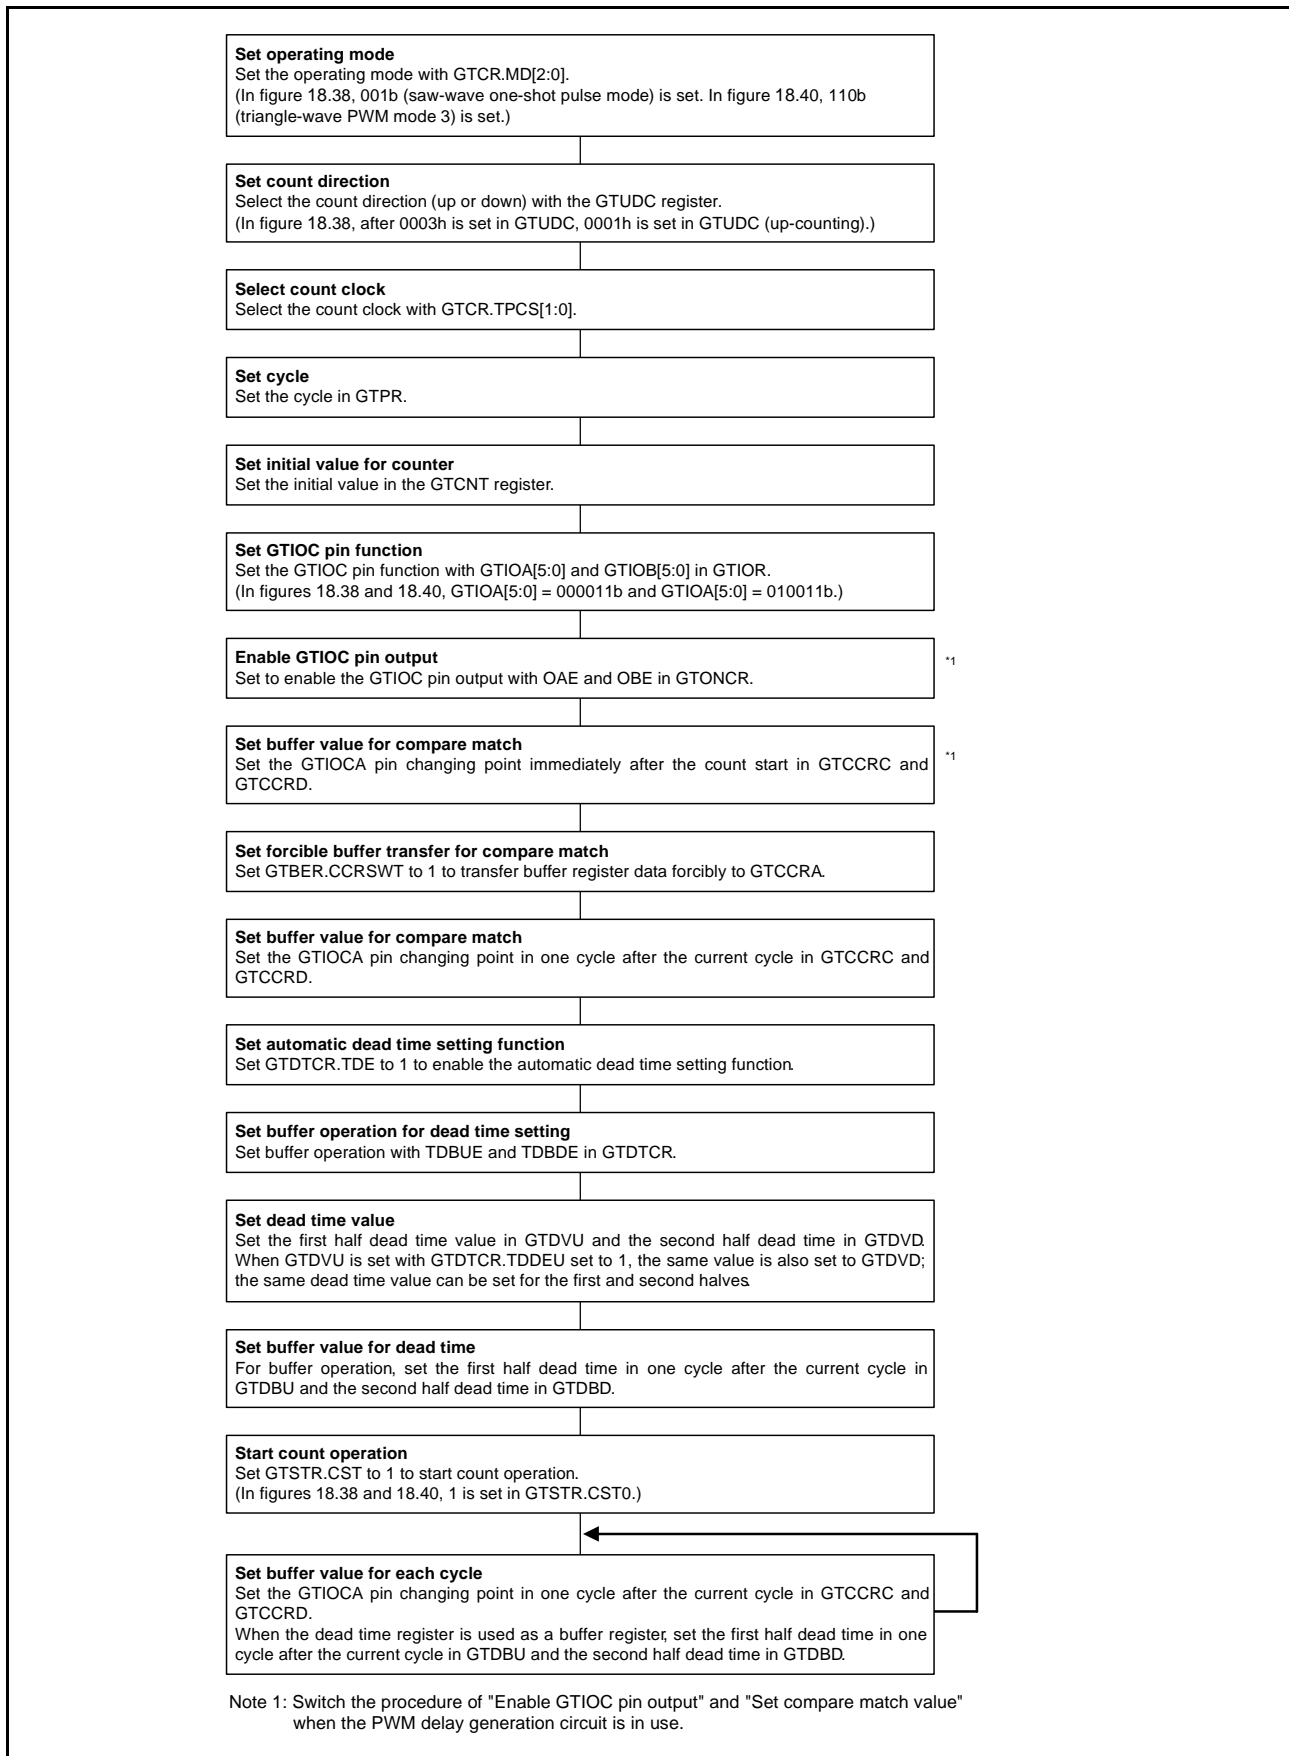 Set operating mode
Set the operating mode with GTCR.MD[2:0].
(In figure 18.38, 001b (saw-wave one-shot pulse mode) is set. In figure 18.40, 110b
(triangle-wave PWM mode 3) is set.)
Set count direction
Select the count direction (up or down) with the GTUDC register.
(In figure 18.38, after 0003h is set in GTUDC, 0001h is set in GTUDC (up-counting).)
Select count clock
Select the count clock with GTCR.TPCS[1:0].
Set cycle
Set the cycle in GTPR.
Set initial value for counter
Set the initial value in the GTCNT register.
Set GTIOC pin function
Set the GTIOC pin function with GTIOA[5:0] and GTIOB[5:0] in GTIOR.
(In figures 18.38 and 18.40, GTIOA[5:0] = 000011b and GTIOA[5:0] = 010011b.)
Enable GTIOC pin output
*1
Set to enable the GTIOC pin output with OAE and OBE in GTONCR.
Set buffer value for compare match
*1
Set the GTIOCA pin changing point immediately after the count start in GTCCRC and
GTCCRD.
Set forcible buffer transfer for compare match
Set GTBER.CCRSWT to 1 to transfer buffer register data forcibly to GTCCRA.
Set buffer value for compare match
Set the GTIOCA pin changing point in one cycle after the current cycle in GTCCRC and
GTCCRD.
Set automatic dead time setting function
Set GTDTCR.TDE to 1 to enable the automatic dead time setting function.
Set buffer operation for dead time setting
Set buffer operation with TDBUE and TDBDE in GTDTCR.
Set dead time value
Set the first half dead time value in GTDVU and the second half dead time in GTDVD.
When GTDVU is set with GTDTCR.TDDEU set to 1, the same value is also set to GTDVD;
the same dead time value can be set for the first and second halves.
Set buffer value for dead time
For buffer operation, set the first half dead time in one cycle after the current cycle in
GTDBU and the second half dead time in GTDBD.
Start count operation
Set GTSTR.CST to 1 to start count operation.
(In figures 18.38 and 18.40, 1 is set in GTSTR.CST0.)
Set buffer value for each cycle
Set the GTIOCA pin changing point in one cycle after the current cycle in GTCCRC and
GTCCRD.
When the dead time register is used as a buffer register, set the first half dead time in one
cycle after the current cycle in GTDBU and the second half dead time in GTDBD.
Note 1: Switch the procedure of "Enable GTIOC pin output" and "Set compare match value"
when the PWM delay generation circuit is in use.